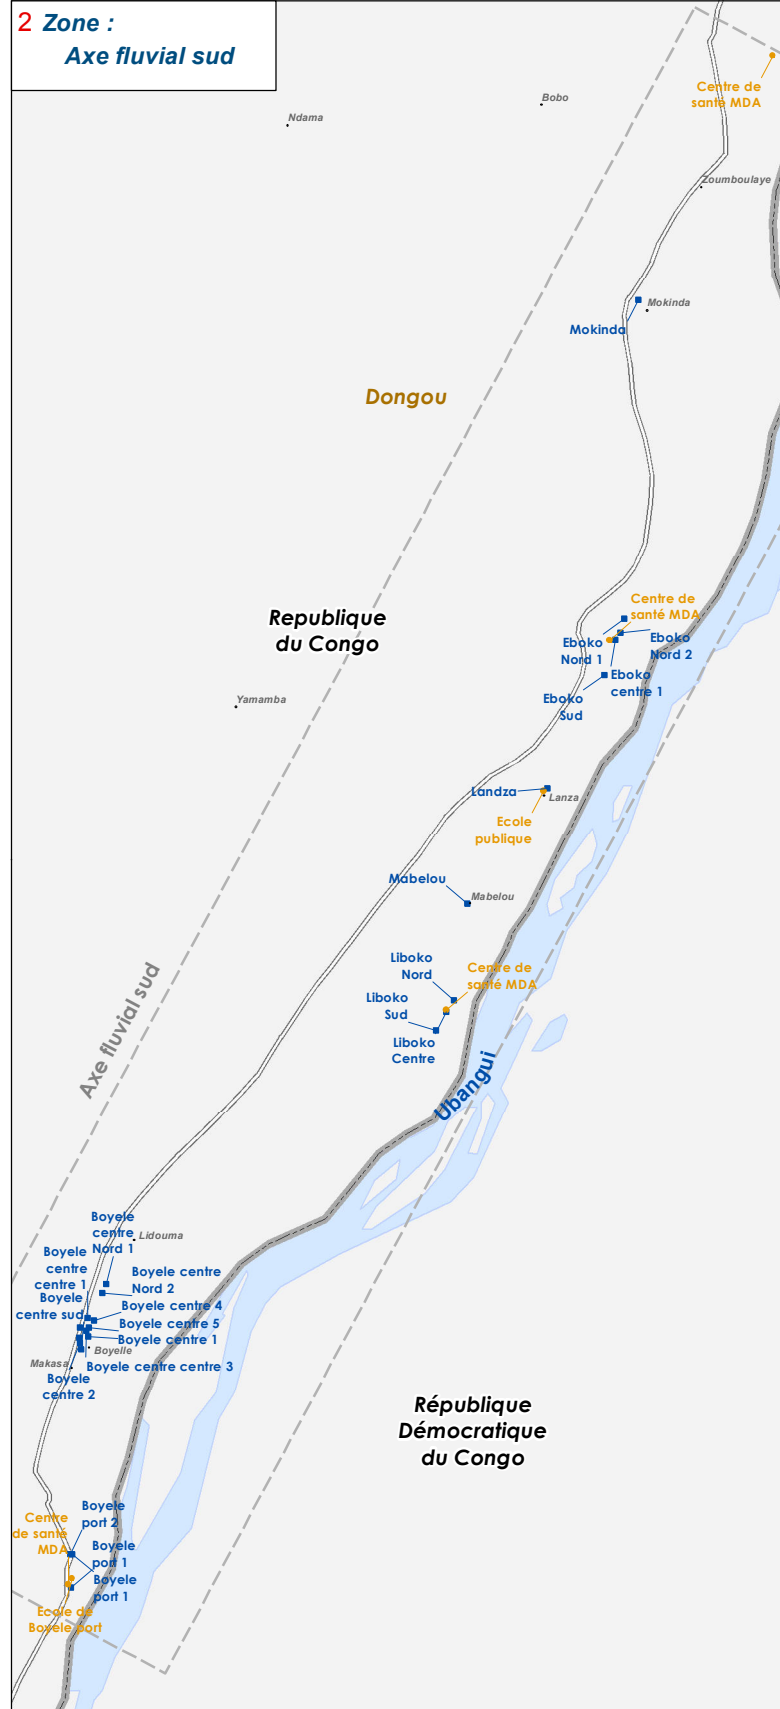 2 Zone :
Axe fluvial sud
Centre de
santé MDA
Bobo
Ndama
Zoumboulaye
Mokinda
Mokinda
Dongou
Centre de
santé MDA
Republique
du Congo
Eboko
Nord 1
Eboko
Nord 2
Eboko
centre 1
Eboko
Sud
Yamamba
Landza
Lanza
Ecole
publique
Mabelou
Mabelou
Liboko
Nord
Centre de
santé MDA
Liboko
Sud
Liboko
Centre
Axe fluvial sud
Ubangui
Boyele
centre
Nord 1
Lidouma
Boyele
centre
centre 1
Boyele centre
Nord 2
Boyele
centre sud
Boyele centre 4
Boyele centre 5
Boyele centre 1
Boyelle
Makasa
Boyele centre centre 3
Boyele
centre 2
République
Démocratique
du Congo
Boyele
port 2
Centre
de santé
MDA
Boyele
port 1
Boyele
port 1
Ecole de
Boyele port